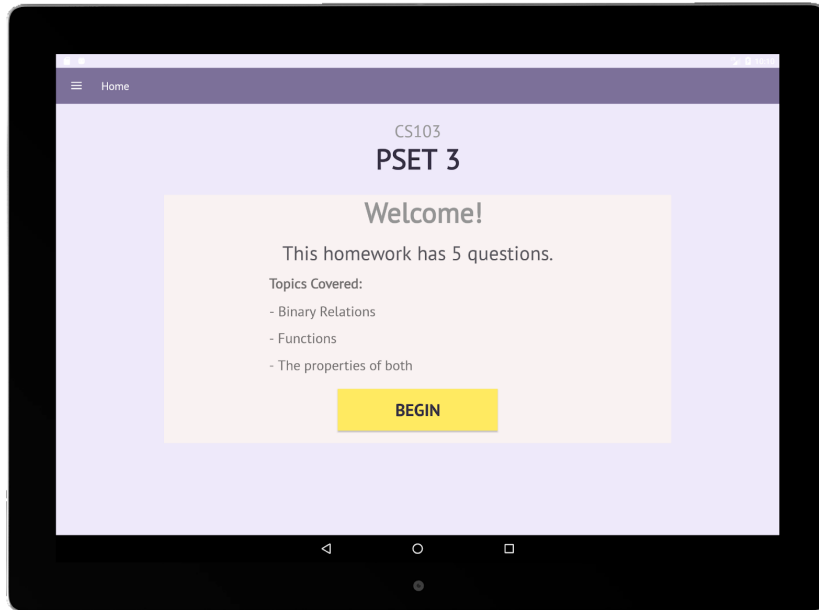 Home
CS103
PSET 3
Welcome!
This homework has 5 questions.
Topics Covered:
- Binary Relations
- Functions
- The properties of both
BEGIN